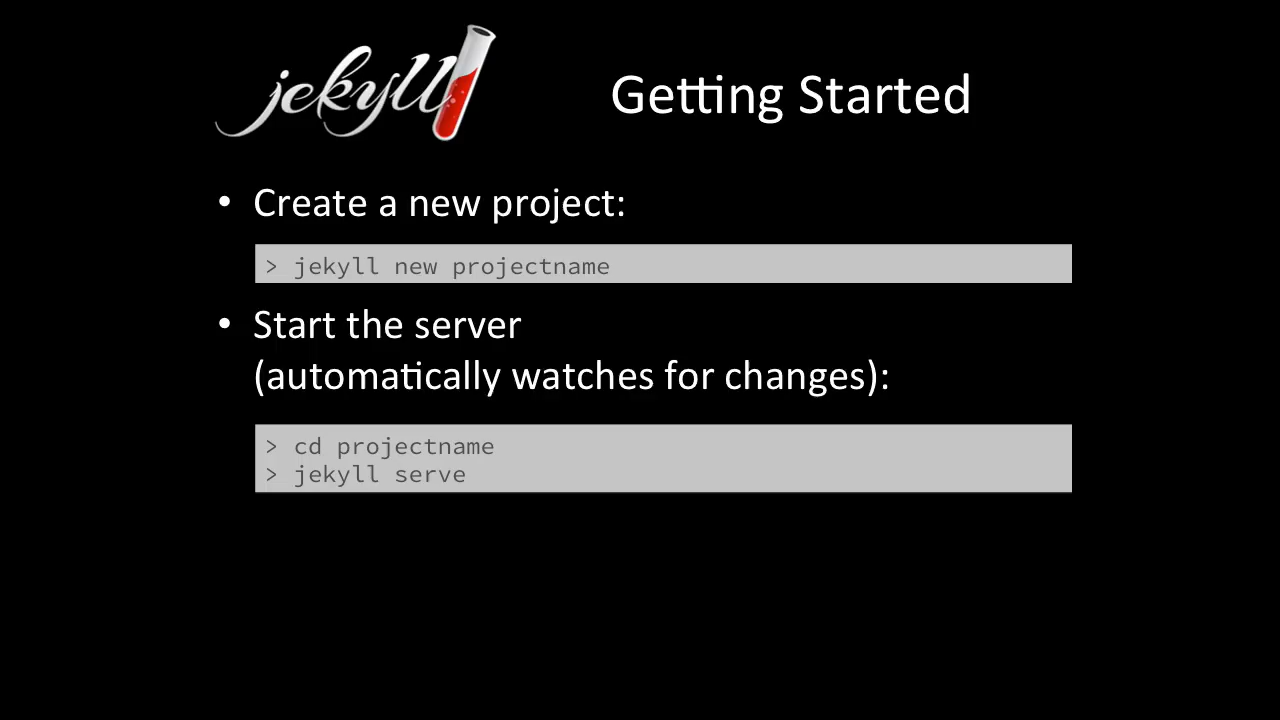 jekyll
Getting Started
• Create a new project:
> jekyll new projectname
• Start the server
(automatically watches for changes):
> cd projectname
> jekyll serve